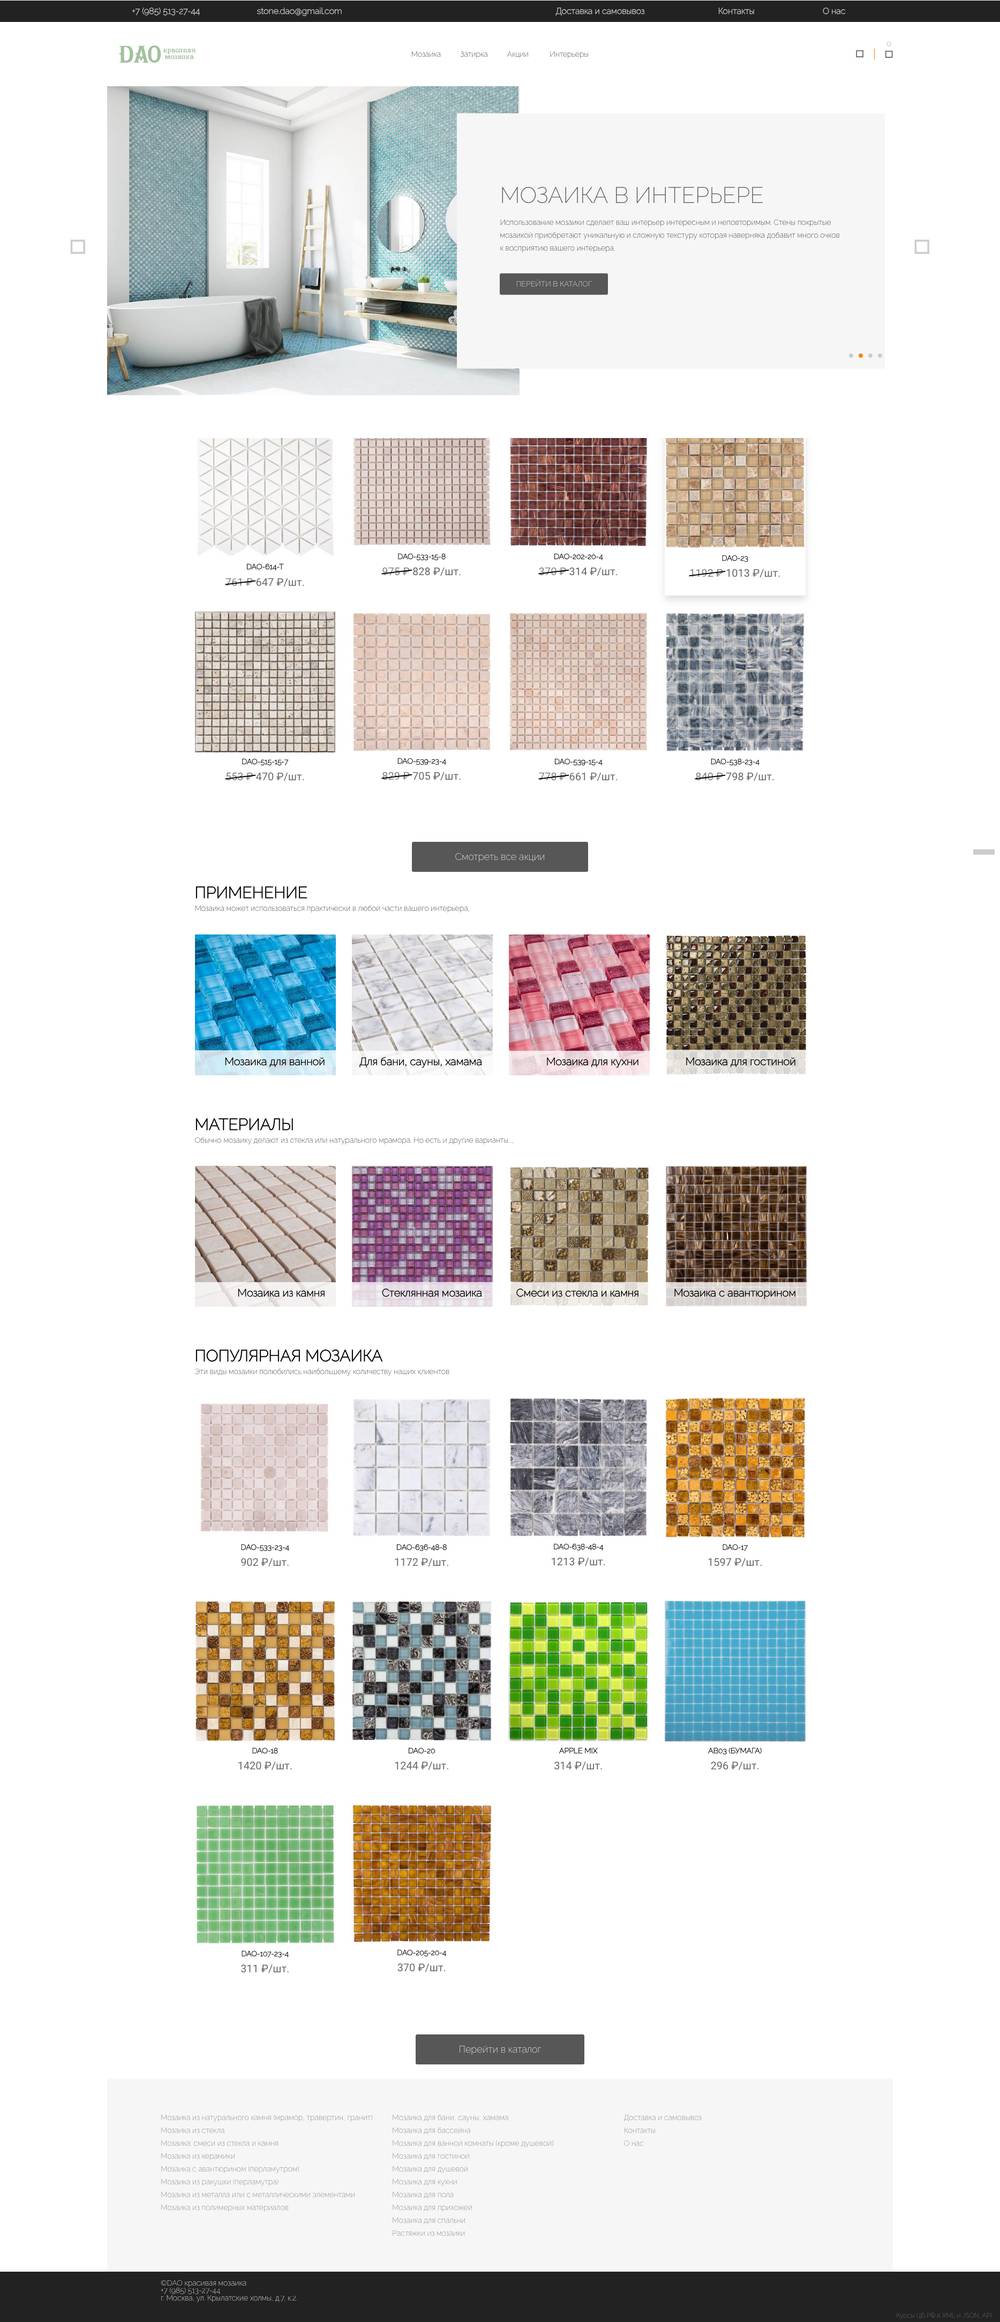 +7 (985) 513-27-44 stone.dao@gmail.com Доставка и самовывоз Контакты О нас
DAO красивая мозаика
Мозаика Затирка Акции Интерьеры
0
МОЗАИКА В ИНТЕРЬЕРЕ
Использование мозаики сделает ваш интерьер интересным и неповторимым. Стены покрытые
мозаикой приобретают уникальную и сложную текстуру которая наверняка добавит много очков
к восприятию вашего интерьера.
ПЕРЕЙТИ В КАТАЛОГ
DAO-614-T
761 ₽ 647 ₽/шт.
DAO-533-15-8
975 ₽ 828 ₽/шт.
DAO-202-20-4
370 ₽ 314 ₽/шт.
DAO-23
1192 ₽ 1013 ₽/шт.
DAO-515-15-7
553 ₽ 470 ₽/шт.
DAO-539-23-4
829 ₽ 705 ₽/шт.
DAO-539-15-4
778 ₽ 661 ₽/шт.
DAO-538-23-4
840 ₽ 798 ₽/шт.
Смотреть все акции
ПРИМЕНЕНИЕ
Мозаика может использоваться практически в любой части вашего интерьера,
Мозаика для ванной
Для бани, сауны, хамама
Мозаика для кухни
Мозаика для гостиной
МАТЕРИАЛЫ
Обычно мозаику делают из стекла или натурального мрамора. Но есть и другие варианты...
Мозаика из камня
Стеклянная мозаика
Смеси из стекла и камня
Мозаика с авантюрином
ПОПУЛЯРНАЯ МОЗАИКА
Эти виды мозаики полюбились наибольшему количеству наших клиентов
DAO-533-23-4
902 ₽/шт.
DAO-636-48-8
1172 ₽/шт.
DAO-638-48-4
1213 ₽/шт.
DAO-17
1597 ₽/шт.
DAO-18
1420 ₽/шт.
DAO-20
1244 ₽/шт.
APPLE MIX
314 ₽/шт.
AB03 (БУМАГА)
296 ₽/шт.
DAO-107-23-4
311 ₽/шт.
DAO-205-20-4
370 ₽/шт.
Перейти в каталог
Мозаика из натурального камня (мрамор, травертин, гранит)
Мозаика из стекла
Мозаика: смеси из стекла и камня
Мозаика из керамики
Мозаика с авантюрином (перламутром)
Мозаика из ракушки (перламутра)
Мозаика из металла или с металлическими элементами
Мозаика из полимерных материалов
Мозаика для бани, сауны, хамама
Мозаика для бассейна
Мозаика для ванной комнаты (кроме душевой)
Мозаика для гостиной
Мозаика для душевой
Мозаика для кухни
Мозаика для пола
Мозаика для прихожей
Мозаика для спальни
Растяжки из мозаики
Доставка и самовывоз
Контакты
О нас
©DAO красивая мозаика
+7 (985) 513-27-44
г. Москва, ул. Крылатские холмы, д.7, к.2
Курсы ЦБ РФ в XML и JSON, API